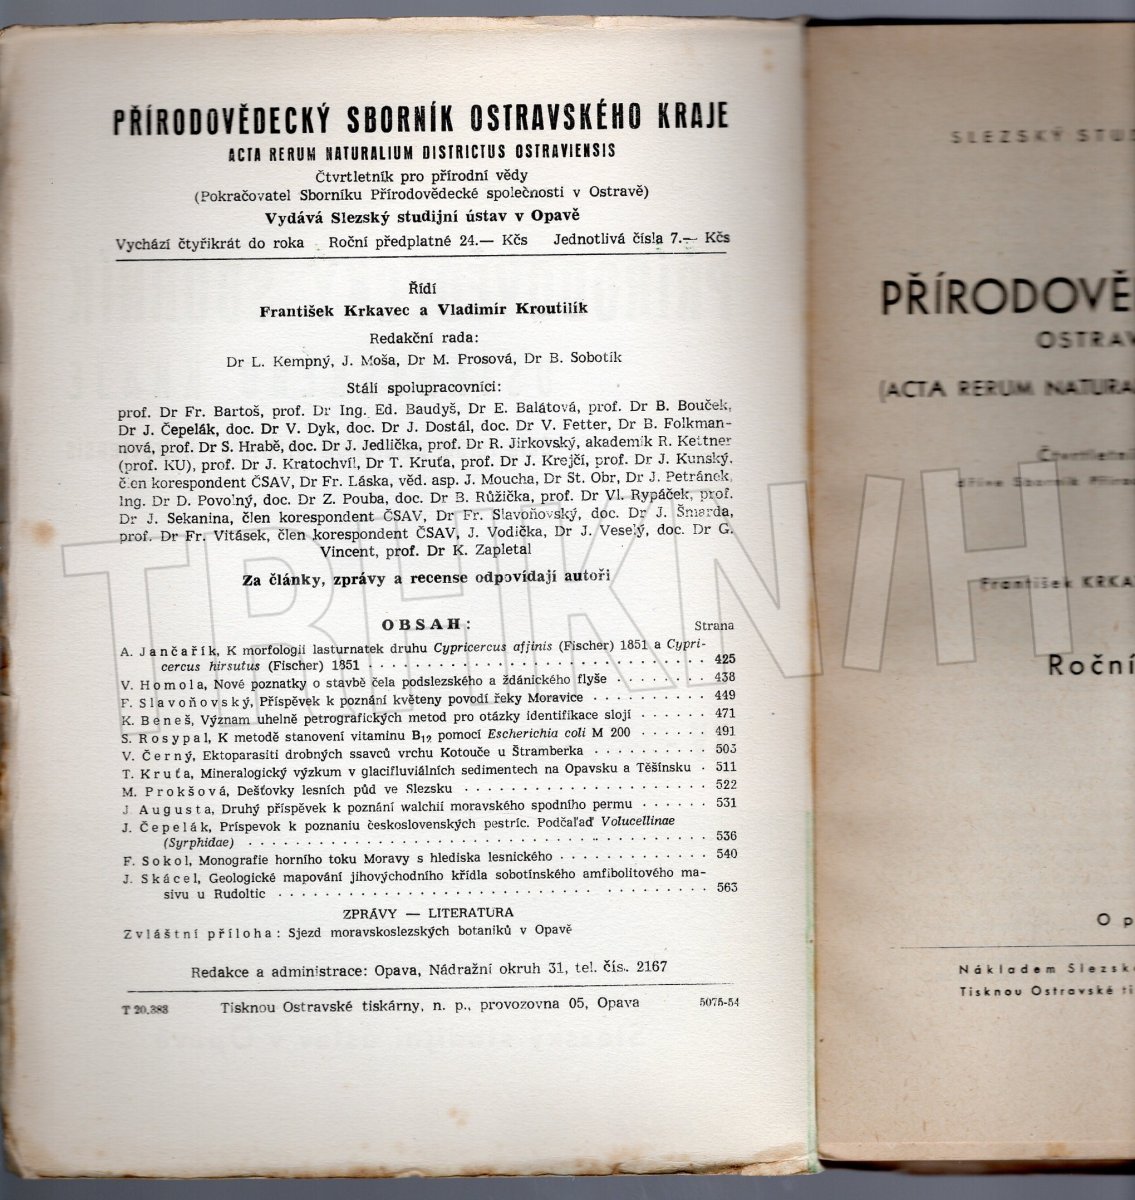 PŘÍRODOVĚDECKÝ SBORNÍK OSTRAVSKÉHO KRAJE
ACTA RERUM NATURALIUM DISTRICTUS OSTRAVIENSIS
Čtvrtletník pro přírodní vědy
(Pokračovatel Sborníku Přírodovědecké společnosti v Ostravě)
Vydává Slezský studijní ústav v Opavě
Vychází čtyřikrát do roka Roční předplatné 24.— Kčs Jednotlivá čísla 7.— Kčs
Řídí
František Krkavec a Vladimír Kroutilík
Redakční rada:
Dr L. Kempný, J. Moša, Dr M. Prosová, Dr B. Sobotík
Stálí spolupracovníci:
prof. Dr Fr. Bartoš, prof. Dr Ing. Ed. Baudyš, Dr E. Balátová, prof. Dr B. Bouček,
Dr J. Čepelák, doc. Dr V. Dyk, doc. Dr J. Dostál, doc. Dr V. Fetter, Dr B. Folkman-
nová, prof. Dr S. Hrabě, doc. Dr J. Jedlička, prof. Dr R. Jirkovský, akademik R. Kettner
(prof. KU), prof. Dr J. Kratochvíl, Dr T. Kruťa, prof. Dr J. Krejčí, prof. Dr J. Kunský,
člen korespondent ČSAV, Dr Fr. Láska, věd. asp. J. Moucha, Dr St. Obr, Dr J. Petránek,
Ing. Dr D. Povolný, doc. Dr Z. Pouba, doc. Dr B. Růžička, prof. Dr Vl. Rypáček, prof.
Dr J. Sekanina, člen korespondent ČSAV, Dr Fr. Slavoňovský, doc. Dr J. Šmarda,
prof. Dr Fr. Vitásek, člen korespondent ČSAV, J. Vodička, Dr J. Veselý, doc. Dr G.
Vincent, prof. Dr K. Zapletal
Za články, zprávy a recense odpovídají autoři
OBSAH: Strana
A. Jančařík, K morfologii lasturnatek druhu Cypricercus affinis (Fischer) 1851 a Cypri-
cercus hirsutus (Fischer) 1851 425
V. Homola, Nové poznatky o stavbě čela podslezského a ždánického flyše 438
F. Slavoňovský, Příspěvek k poznání květeny povodí řeky Moravice 449
K. Beneš, Význam uhelně petrografických metod pro otázky identifikace slojí 471
S. Rosypal, K metodě stanovení vitaminu B12 pomocí Escherichia coli M 200 491
V. Černý, Ektoparasiti drobných ssavců vrchu Kotouče u Štramberka 503
T. Kruťa, Mineralogický výzkum v glacifluviálních sedimentech na Opavsku a Těšínsku 511
M. Prokšová, Dešťovky lesních půd ve Slezsku 522
J. Augusta, Druhý příspěvek k poznání walchií moravského spodního permu 531
J. Čepelák, Príspevok k poznaniu československých pestríc. Podčaľaď Volucellinae
(Syrphidae) 536
F. Sokol, Monografie horního toku Moravy s hlediska lesnického 540
J. Skácel, Geologické mapování jihovýchodního křídla sobotínského amfibolitového ma-
sivu u Rudoltic 563
ZPRÁVY — LITERATURA
Zvláštní příloha: Sjezd moravskoslezských botaniků v Opavě
Redakce a administrace: Opava, Nádražní okruh 31, tel. čís. 2167
T 20.383 Tisknou Ostravské tiskárny, n. p., provozovna 05, Opava 5075-54
SLEZSKÝ STUD
PŘÍRODOVĚ
OSTRAV
(ACTA RERUM NATURA
Čtvrtletník
dříve Sborník Příro
František KRKA
Roční
Op
Nákladem Slezské
Tisknou Ostravské ti
TRHKNIH